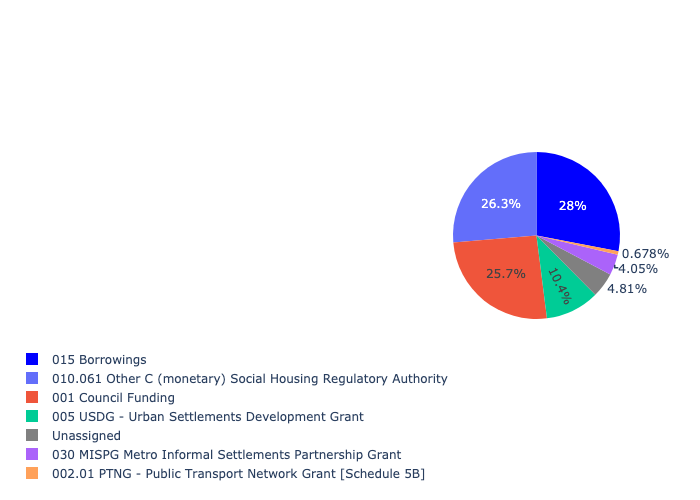 26.3%
28%
25.7%
10.4%
0.678%
4.05%
4.81%
015 Borrowings
010.061 Other C (monetary) Social Housing Regulatory Authority
001 Council Funding
005 USDG - Urban Settlements Development Grant
Unassigned
030 MISPG Metro Informal Settlements Partnership Grant
002.01 PTNG - Public Transport Network Grant [Schedule 5B]